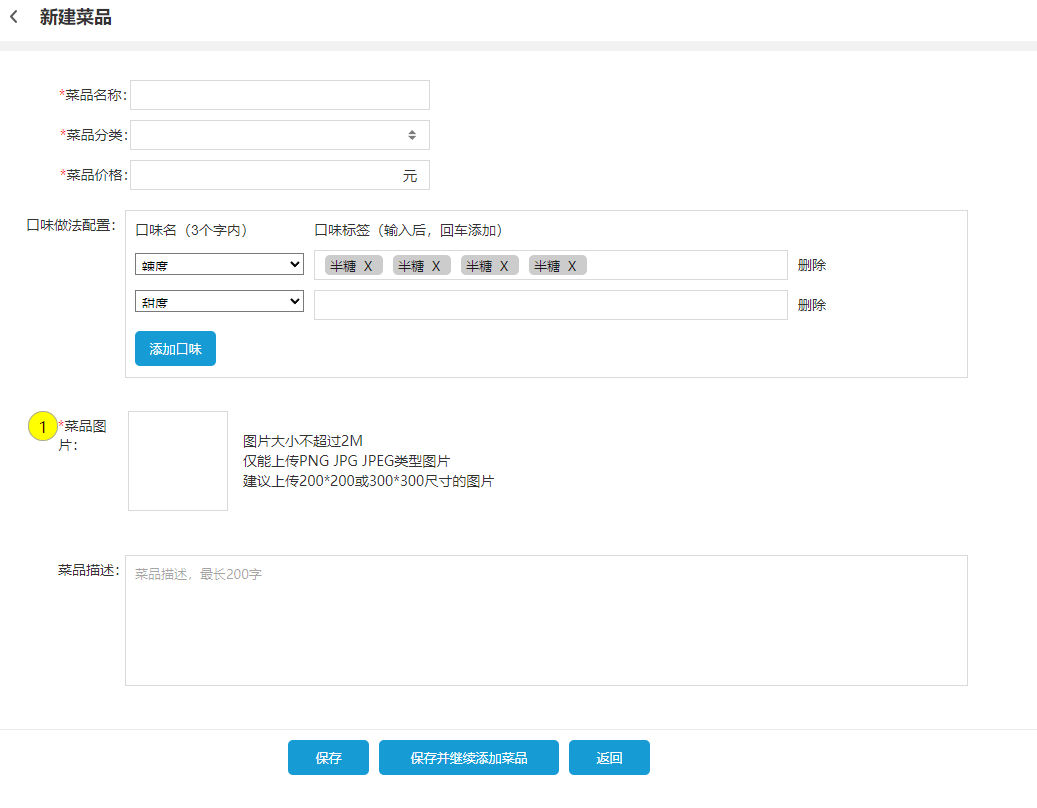 新建菜品
*菜品名称:
*菜品分类:
*菜品价格: 元
口味做法配置：
口味名（3个字内） 口味标签（输入后，回车添加）
辣度 半糖 X 半糖 X 半糖 X 半糖 X 删除
甜度 删除
添加口味
1 *菜品图
片：
图片大小不超过2M
仅能上传PNG JPG JPEG类型图片
建议上传200*200或300*300尺寸的图片
菜品描述：
菜品描述，最长200字
保存 保存并继续添加菜品 返回